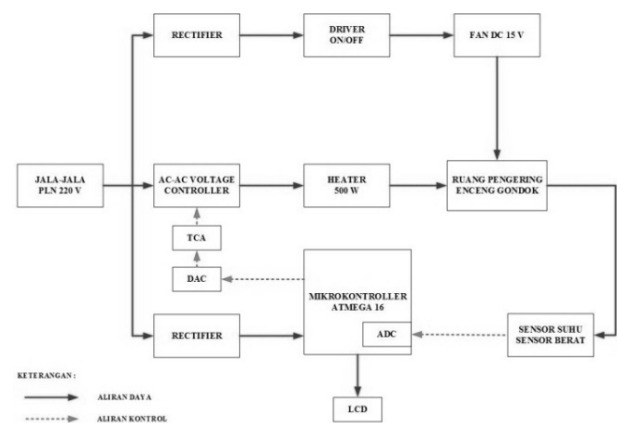 RECTIFIER
DRIVER
ON/OFF
FAN DC 15 V
JALA-JALA
PLN 220 V
AC-AC VOLTAGE
CONTROLLER
HEATER
500 W
RUANG PENGERING
ENCENG GONDOK
TCA
DAC
MIKROKONTROLLER
ATMEGA 16
ADC
RECTIFIER
SENSOR SUHU
SENSOR BERAT
LCD
KETERANGAN :
ALIRAN DAYA
ALIRAN KONTROL